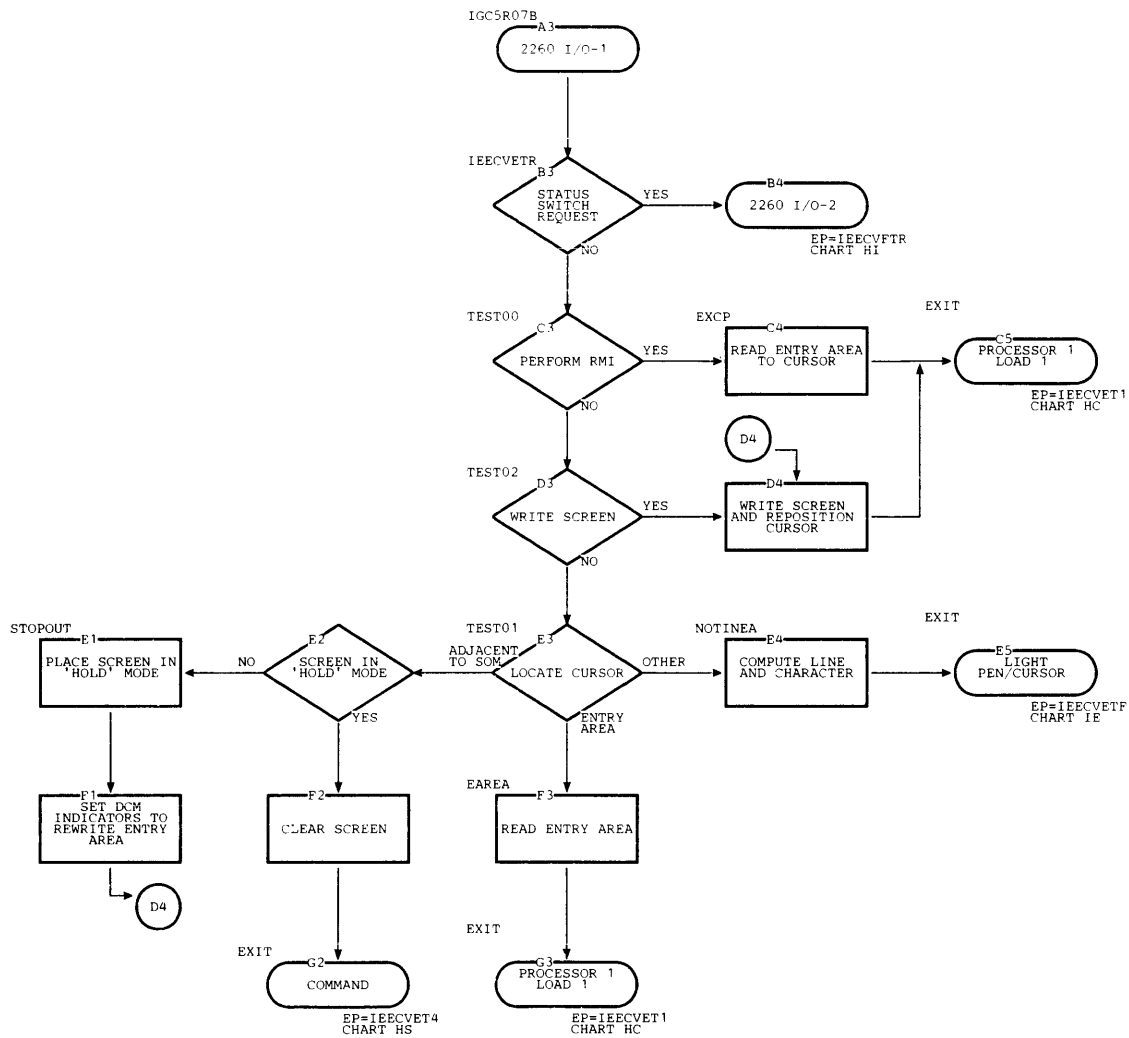 IGC5R07B
A3
2260 I/O-1
IEECVETR
B3
STATUS
SWITCH
REQUEST
YES
NO
B4
2260 I/O-2
EP=IEECVFTR
CHART HI
TEST00
C3
PERFORM RMI
YES
NO
EXCP
C4
READ ENTRY AREA
TO CURSOR
EXIT
C5
PROCESSOR 1
LOAD 1
EP=IEECVET1
CHART HC
D4
TEST02
D3
WRITE SCREEN
YES
NO
D4
WRITE SCREEN
AND REPOSITION
CURSOR
STOPOUT
E1
PLACE SCREEN IN
'HOLD' MODE
NO
E2
SCREEN IN
'HOLD' MODE
YES
ADJACENT
TO SOM
TEST01
E3
LOCATE CURSOR
OTHER
ENTRY
AREA
NOTINEA
E4
COMPUTE LINE
AND CHARACTER
EXIT
E5
LIGHT
PEN/CURSOR
EP=IEECVETF
CHART IE
F1
SET DCM
INDICATORS TO
REWRITE ENTRY
AREA
F2
CLEAR SCREEN
EAREA
F3
READ ENTRY AREA
D4
EXIT
G2
COMMAND
EP=IEECVET4
CHART HS
EXIT
G3
PROCESSOR 1
LOAD 1
EP=IEECVET1
CHART HC